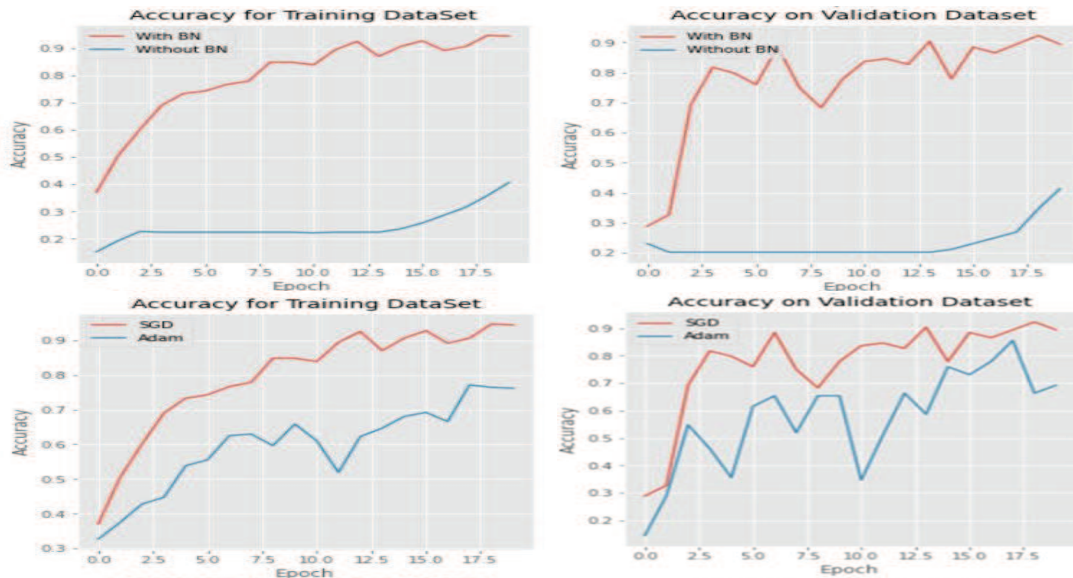 Accuracy for Training DataSet
With BN
Without BN
Accuracy
0.9
0.8
0.7
0.6
0.5
0.4
0.3
0.2
0.0 2.5 5.0 7.5 10.0 12.5 15.0 17.5
Epoch
Accuracy on Validation Dataset
With BN
Without BN
Accuracy
0.9
0.8
0.7
0.6
0.5
0.4
0.3
0.2
0.0 2.5 5.0 7.5 10.0 12.5 15.0 17.5
Epoch
Accuracy for Training DataSet
SGD
Adam
Accuracy
0.9
0.8
0.7
0.6
0.5
0.4
0.3
0.0 2.5 5.0 7.5 10.0 12.5 15.0 17.5
Epoch
Accuracy on Validation Dataset
SGD
Adam
Accuracy
0.9
0.8
0.7
0.6
0.5
0.4
0.3
0.2
0.0 2.5 5.0 7.5 10.0 12.5 15.0 17.5
Epoch